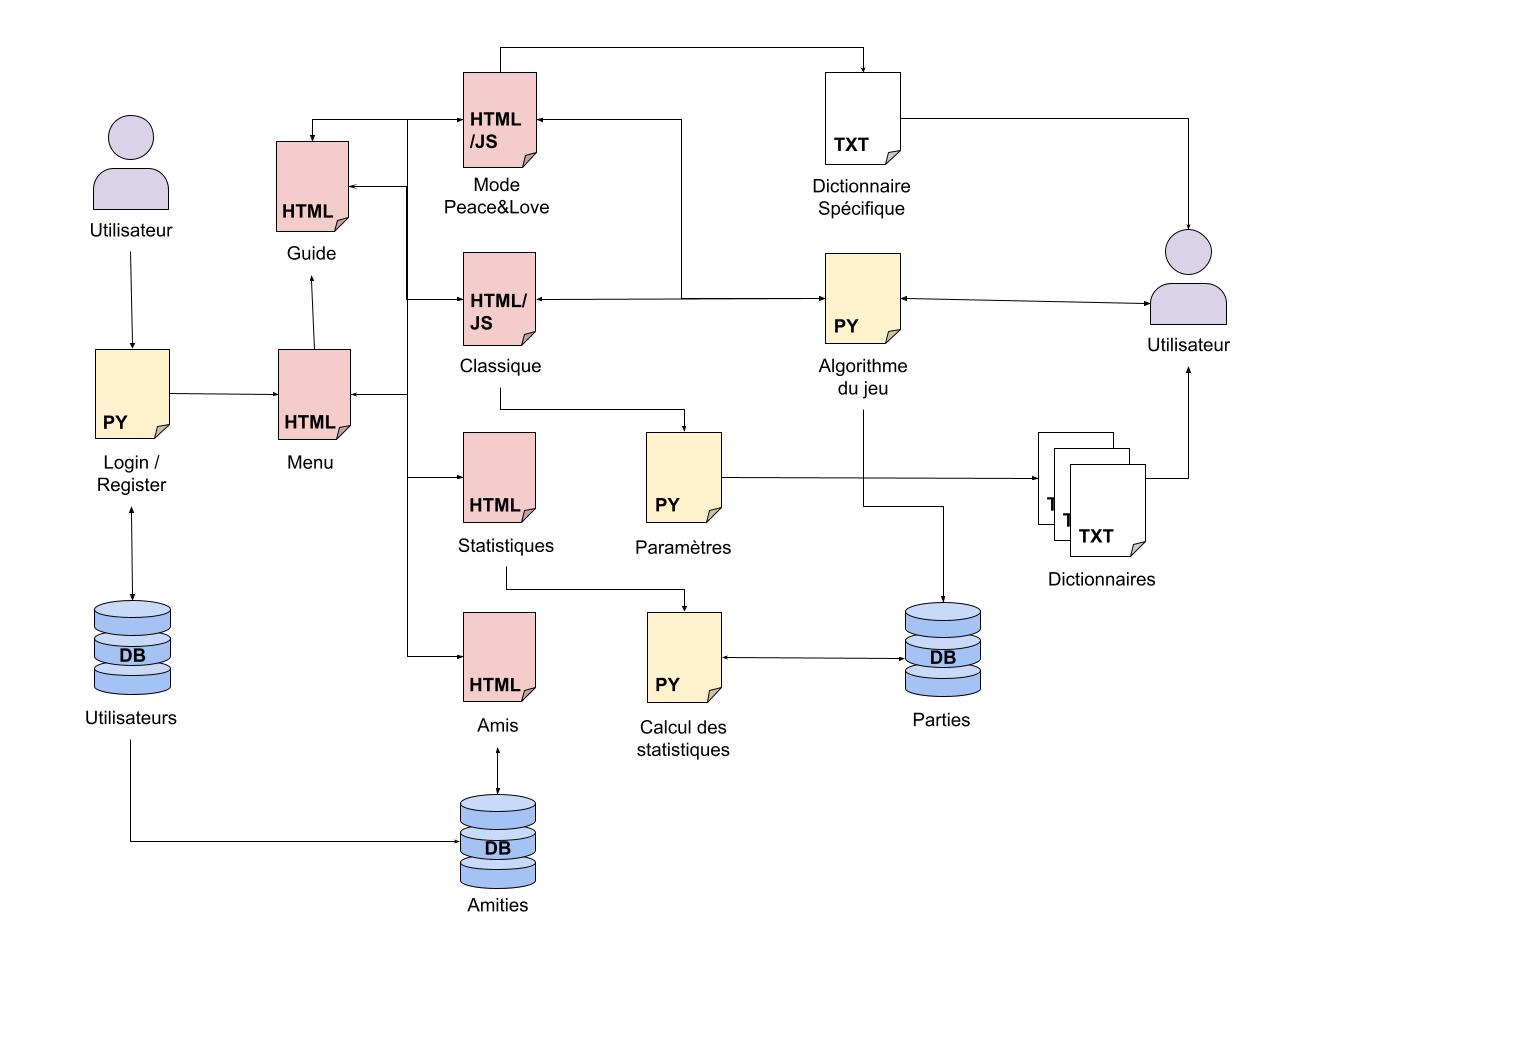 HTML
/JS
Mode
Peace&Love
TXT
Dictionnaire
Spécifique
Utilisateur
HTML
Guide
HTML/
JS
Classique
PY
Algorithme
du jeu
Utilisateur
PY
Login /
Register
HTML
Menu
HTML
Statistiques
PY
Paramètres
T
T
TXT
Dictionnaires
DB
Utilisateurs
HTML
Amis
PY
Calcul des
statistiques
DB
Parties
DB
Amities